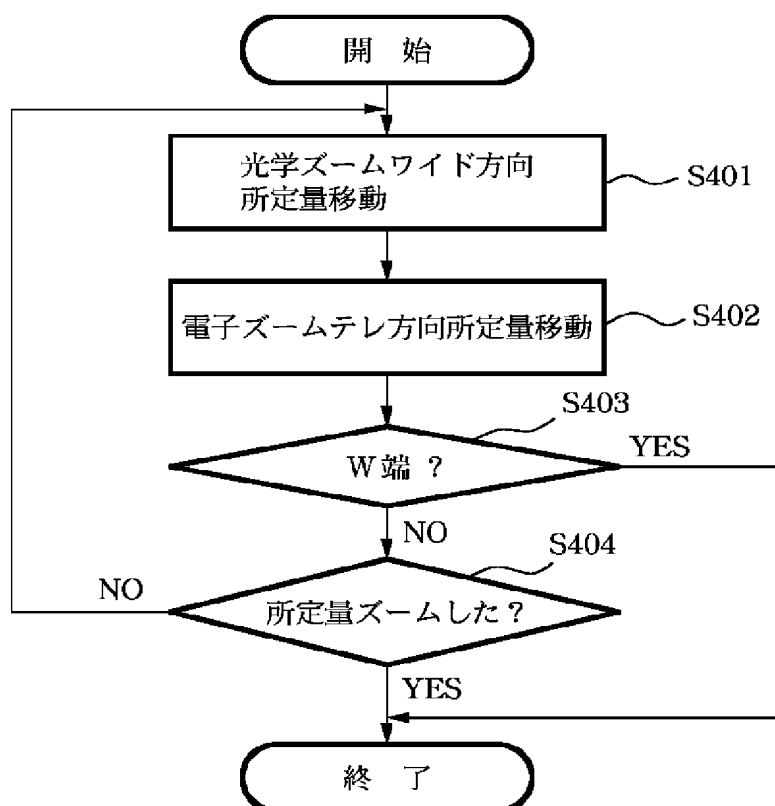 開 始
光学ズームワイド方向
所定量移動
S401
電子ズームテレ方向所定量移動
S402
S403
W端？
YES
NO
S404
所定量ズームした？
NO
YES
終 了